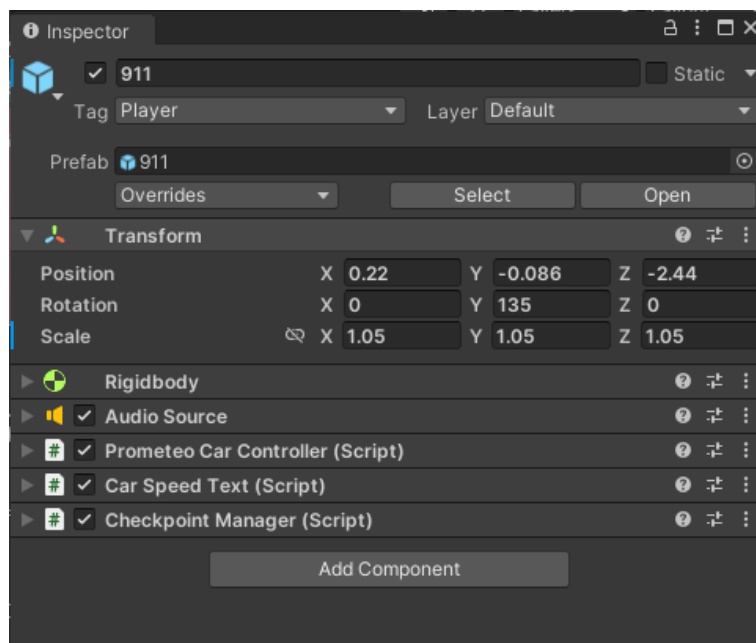 Inspector
911 Static
Tag Player Layer Default
Prefab 911
Overrides Select Open
Transform
Position X 0.22 Y -0.086 Z -2.44
Rotation X 0 Y 135 Z 0
Scale X 1.05 Y 1.05 Z 1.05
Rigidbody
Audio Source
# Prometeo Car Controller (Script)
# Car Speed Text (Script)
# Checkpoint Manager (Script)
Add Component